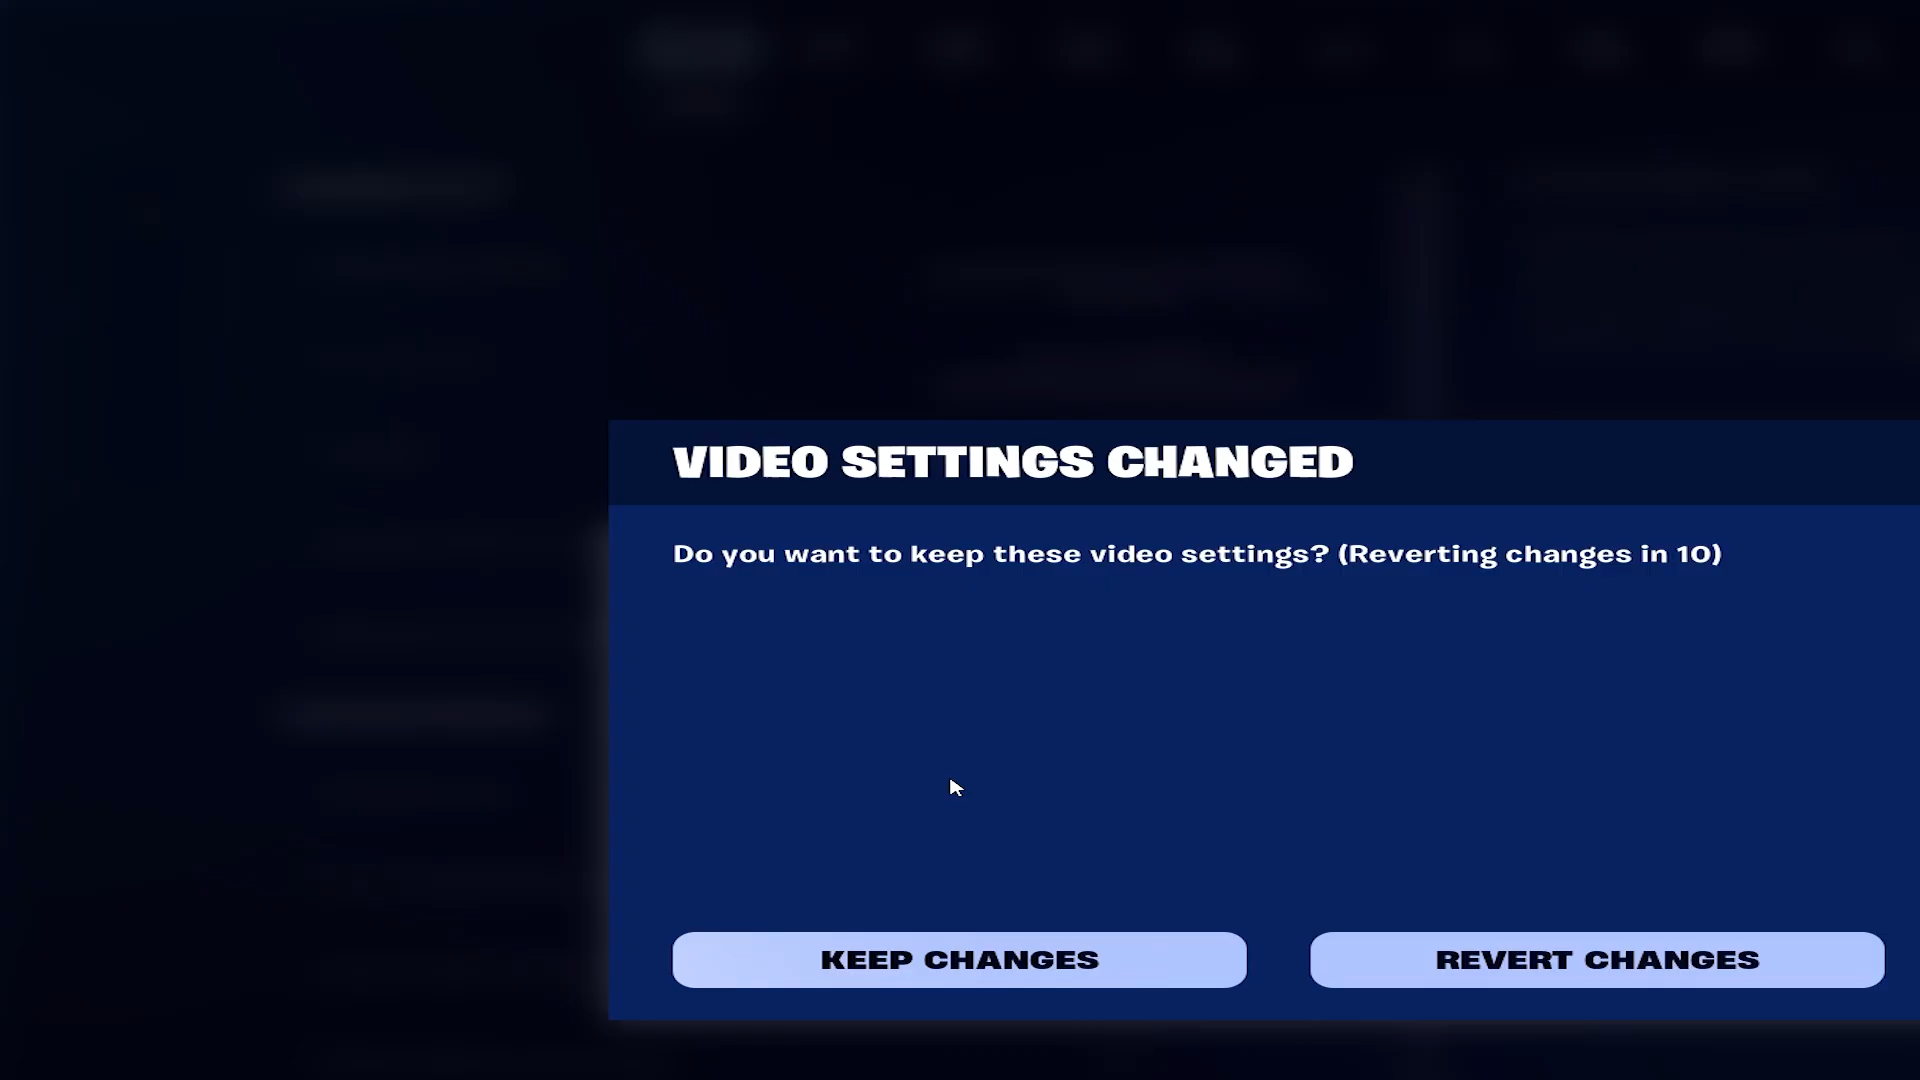 VIDEO SETTINGS CHANGED
Do you want to keep these video settings? (Reverting changes in 10)
KEEP CHANGES
REVERT CHANGES